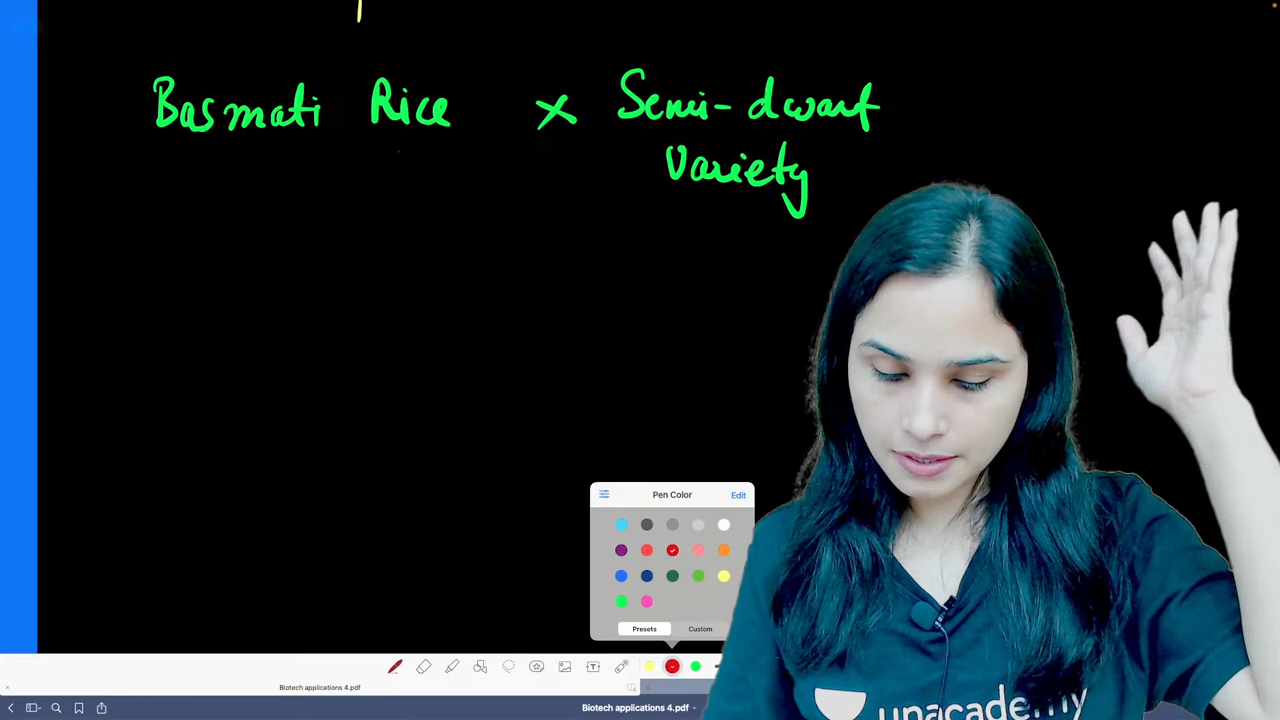 Basmati Rice x Semi-dwarf
variety
Pen Color
Edit
Presets
Custom
Biotech applications 4.pdf
Biotech applications 4.pdf
unacademy